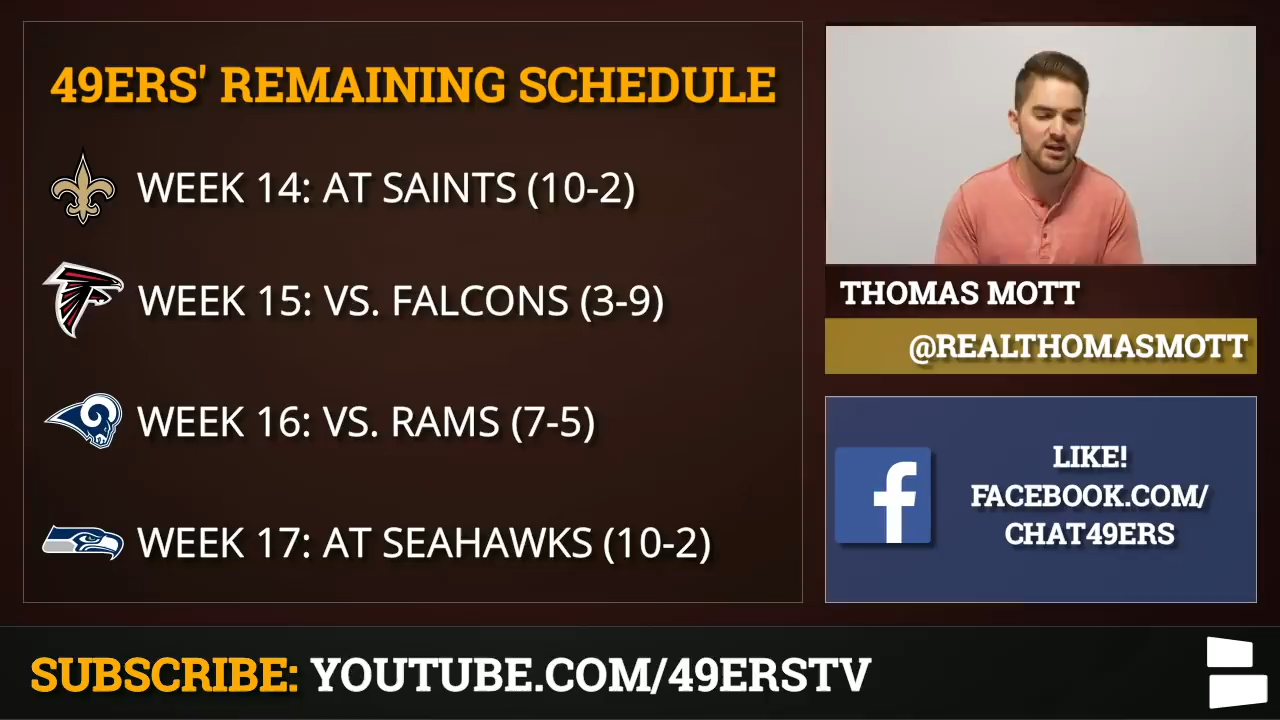 49ERS' REMAINING SCHEDULE
WEEK 14: AT SAINTS (10-2)
WEEK 15: VS. FALCONS (3-9)
WEEK 16: VS. RAMS (7-5)
WEEK 17: AT SEAHAWKS (10-2)
THOMAS MOTT
@REALTHOMASMOTT
f
LIKE!
FACEBOOK.COM/
CHAT49ERS
SUBSCRIBE: YOUTUBE.COM/49ERSTV